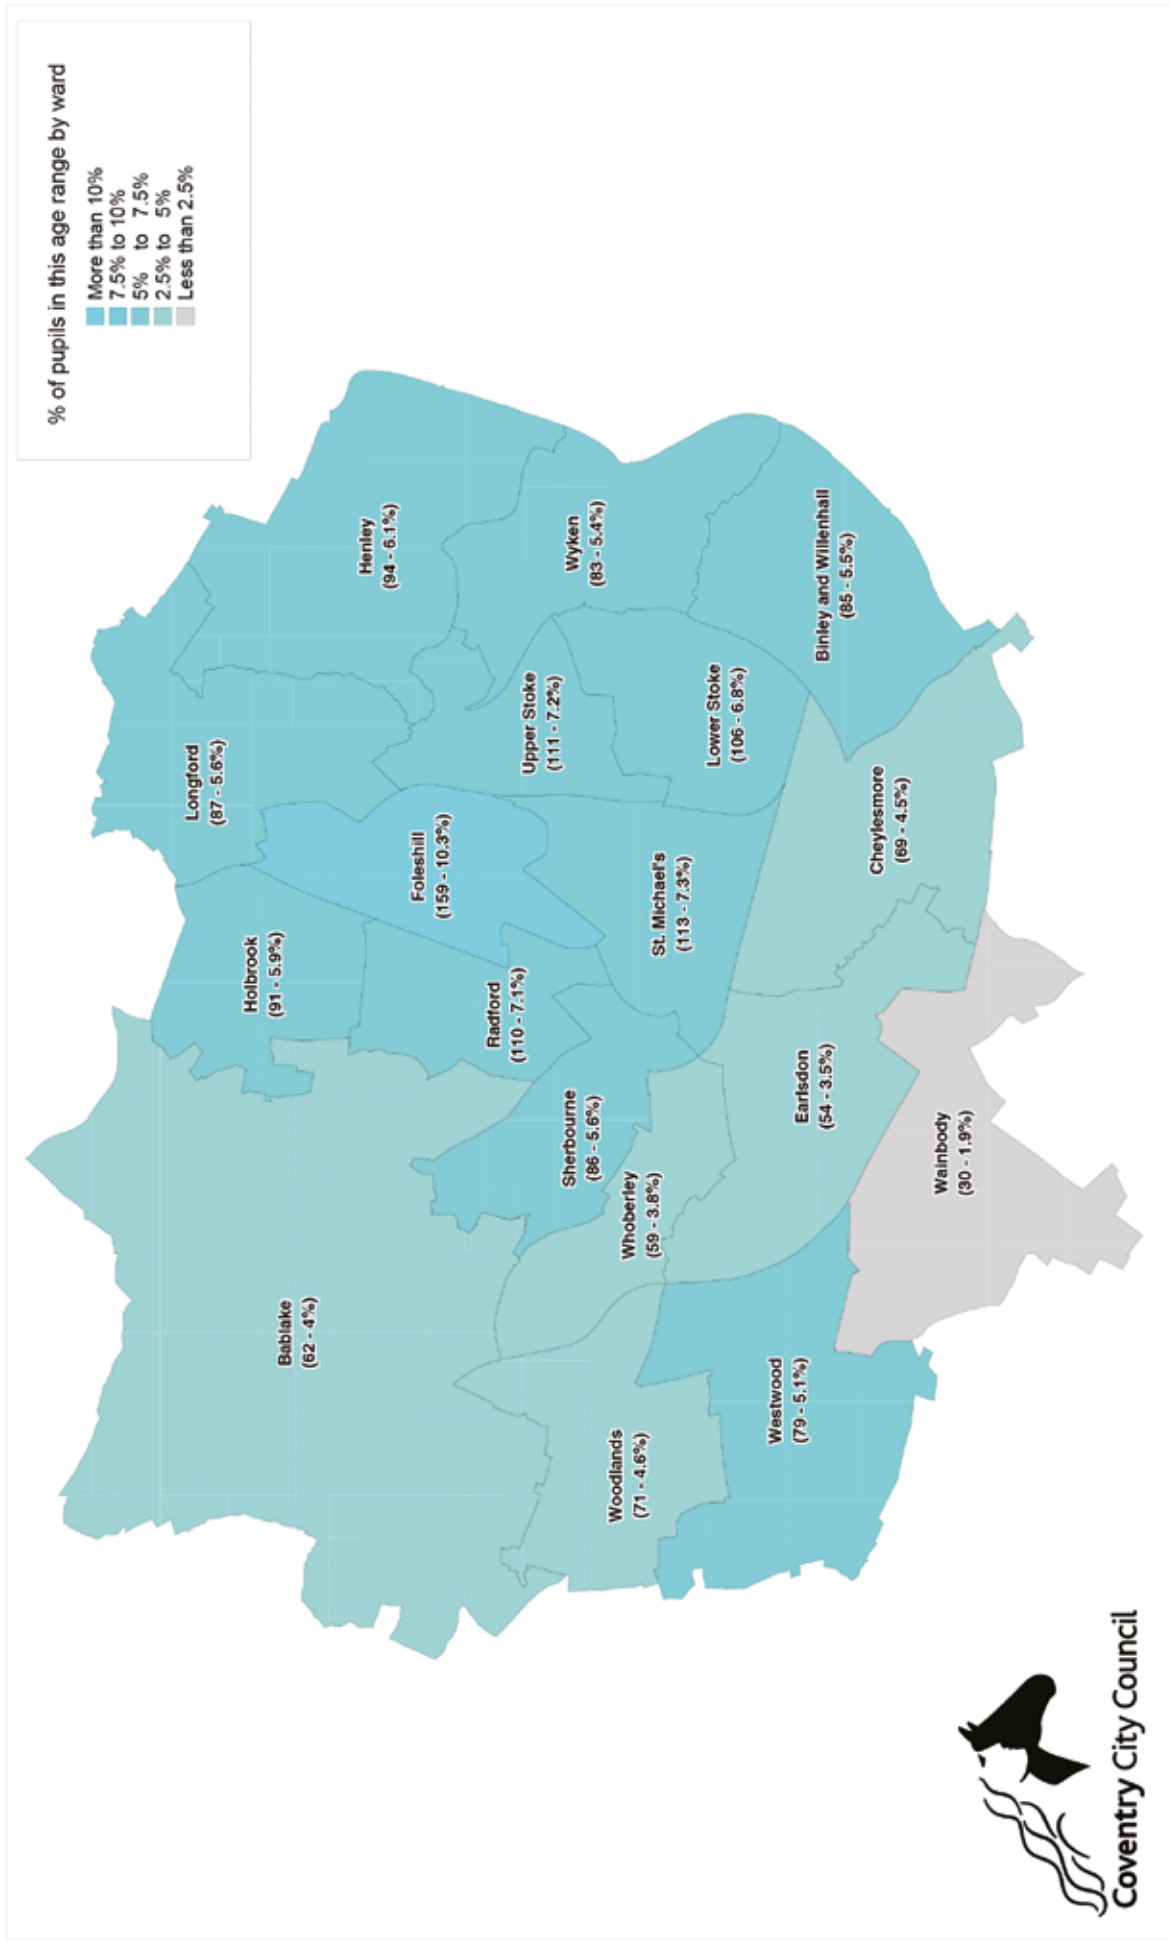 % of pupils in this age range by ward
More than 10%
7.5% to 10%
5% to 7.5%
2.5% to 5%
Less than 2.5%
Longford
(87 - 5.6%)
Holbrook
(91 - 5.9%)
Bablake
(62 - 4%)
Henley
(94 - 6.1%)
Foleshill
(159 - 10.3%)
Radford
(110 - 7.1%)
Upper Stoke
(111 - 7.2%)
Wyken
(83 - 5.4%)
Sherbourne
(86 - 5.6%)
Whoberley
(59 - 3.8%)
Woodlands
(71 - 4.6%)
St. Michael's
(113 - 7.3%)
Lower Stoke
(106 - 6.8%)
Binley and Willenhall
(85 - 5.5%)
Westwood
(79 - 5.1%)
Earlsdon
(54 - 3.5%)
Cheylesmore
(69 - 4.5%)
Wainbody
(30 - 1.9%)
Coventry City Council